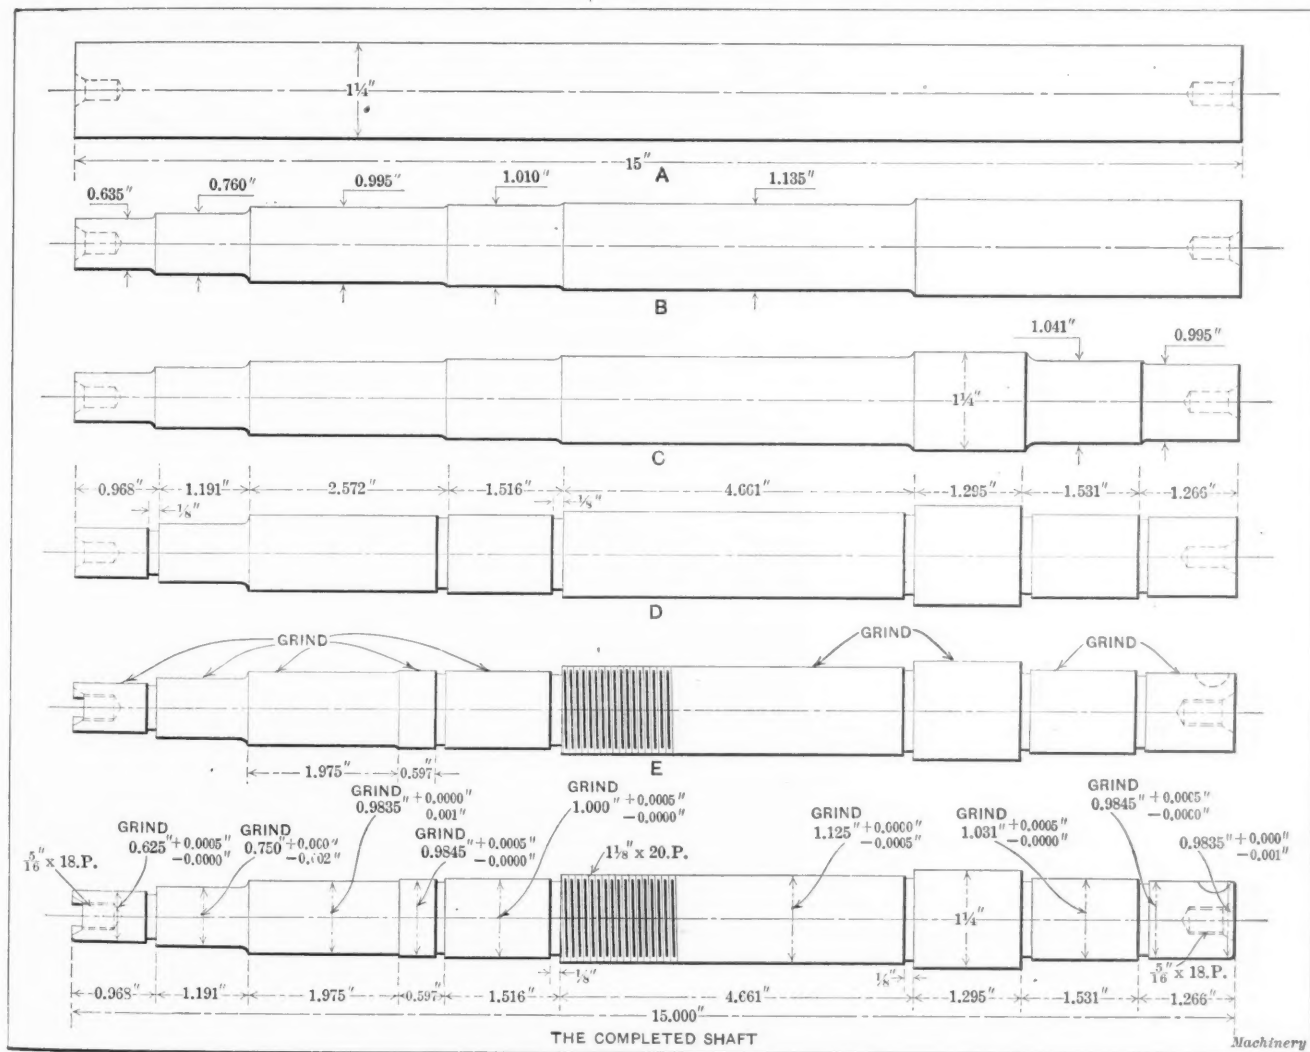 1¼"
15"
A
0.635"
0.760"
0.995"
1.010"
1.135"
B
1.041"
0.995"
1¼"
C
0.968" 1.191" 2.572" 1.516" 4.661" 1.295" 1.531" 1.266"
⅛" ⅛"
D
GRIND GRIND GRIND
E
1.975" 0.597"
5/16" x 18.P.
GRIND
0.625" +0.0005"
-0.0000"
GRIND
0.750" +0.000"
-0.002"
GRIND
0.9835" +0.0000"
0.001"
GRIND
0.9845" +0.0005"
-0.0000"
GRIND
1.000" +0.0005"
-0.0000"
1⅛" x 20.P.
GRIND
1.125" +0.0000"
-0.0005"
GRIND
1.031" +0.0005"
-0.0000"
GRIND
0.9845" +0.0005"
-0.0000"
0.9835" +0.000"
-0.001"
1¼"
5/16" x 18.P.
⅛" ⅛"
0.968" 1.191" 1.975" 0.597" 1.516" 4.661" 1.295" 1.531" 1.266"
15.000"
THE COMPLETED SHAFT
Machinery